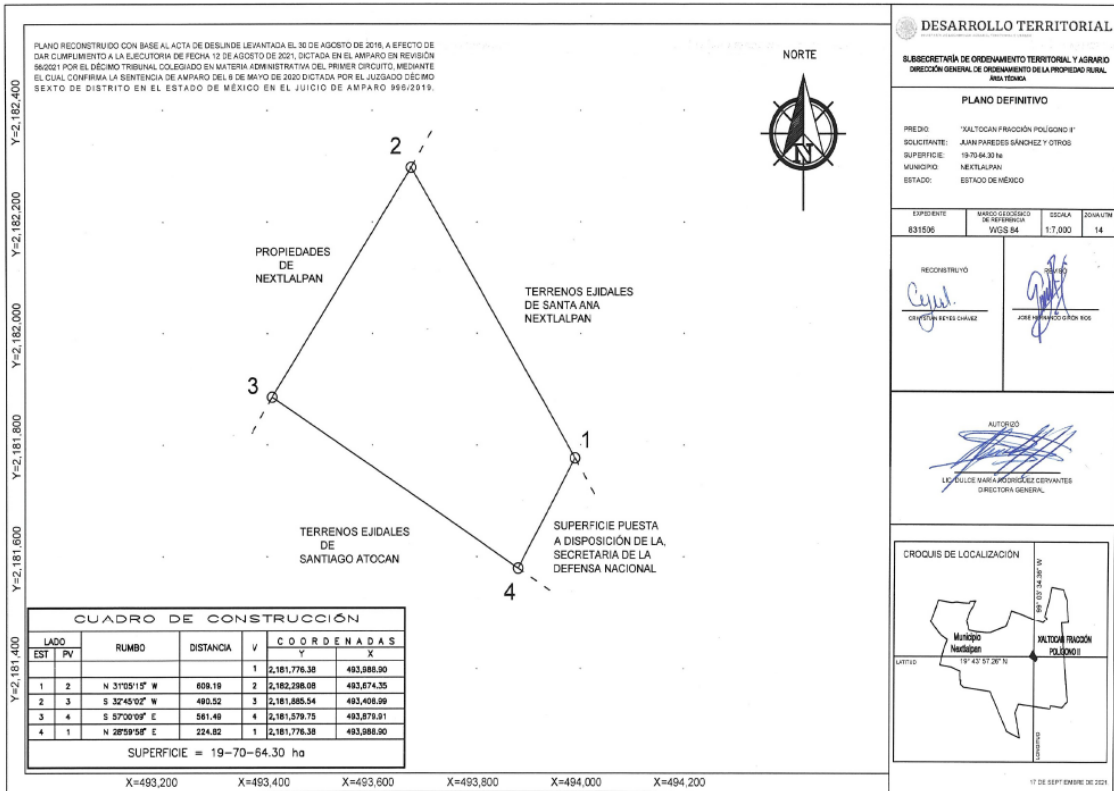 PLANO RECONSTRUIDO CON BASE AL ACTA DE DESLINDE LEVANTADA EL 30 DE AGOSTO DE 2016, A EFECTO DE
DAR CUMPLIMIENTO A LA EJECUTORIA DE FECHA 12 DE AGOSTO DE 2021, DICTADA EN EL AMPARO EN REVISIÓN
56/2021 POR EL DÉCIMO TRIBUNAL COLEGIADO EN MATERIA ADMINISTRATIVA DEL PRIMER CIRCUITO, MEDIANTE
EL CUAL CONFIRMA LA SENTENCIA DE AMPARO DEL 6 DE MAYO DE 2020 DICTADA POR EL JUZGADO DÉCIMO
SEXTO DE DISTRITO EN EL ESTADO DE MÉXICO EN EL JUICIO DE AMPARO 996/2019.
NORTE
N
Y=2,182,400
Y=2,182,200
Y=2,182,000
Y=2,181,800
Y=2,181,600
Y=2,181,400
2
PROPIEDADES
DE
NEXTLALPAN
TERRENOS EJIDALES
DE SANTA ANA
NEXTLALPAN
3
1
TERRENOS EJIDALES
DE
SANTIAGO ATOCAN
SUPERFICIE PUESTA
A DISPOSICIÓN DE LA,
SECRETARIA DE LA
DEFENSA NACIONAL
4
CUADRO DE CONSTRUCCIÓN
LADO RUMBO DISTANCIA V COORDENADAS
EST PV Y X
1 2,181,776.38 493,988.90
1 2 N 31°05'15" W 609.19 2 2,182,298.08 493,674.35
2 3 S 32°45'02" W 490.52 3 2,181,885.54 493,408.99
3 4 S 57°00'09" E 561.49 4 2,181,579.75 493,879.91
4 1 N 28°59'58" E 224.82 1 2,181,776.38 493,988.90
SUPERFICIE = 19-70-64.30 ha
X=493,200 X=493,400 X=493,600 X=493,800 X=494,000 X=494,200
DESARROLLO TERRITORIAL
SUBSECRETARÍA DE ORDENAMIENTO TERRITORIAL Y AGRARIO
DIRECCIÓN GENERAL DE ORDENAMIENTO DE LA PROPIEDAD RURAL
ÁREA TÉCNICA
PLANO DEFINITIVO
PREDIO: "XALTOCAN FRACCIÓN POLÍGONO II"
SOLICITANTE: JUAN PAREDES SÁNCHEZ Y OTROS
SUPERFICIE: 19-70-64.30 ha
MUNICIPIO: NEXTLALPAN
ESTADO: ESTADO DE MÉXICO
EXPEDIENTE MARCO GEODÉSICO DE REFERENCIA ESCALA ZONA UTM
831506 WGS 84 1:7,000 14
RECONSTRUYÓ
REVISÓ
CHRISTIAN REYES CHÁVEZ
AUTORIZÓ
LIC. DULCE MARÍA RODRÍGUEZ CERVANTES
DIRECTORA GENERAL
CROQUIS DE LOCALIZACIÓN
99° 03' 34.36" W
Municipio
Nextlalpan
XALTOCAN FRACCIÓN
POLÍGONO II
LATITUD
19° 43' 57.26" N
LONGITUD
17 DE SEPTIEMBRE DE 2021